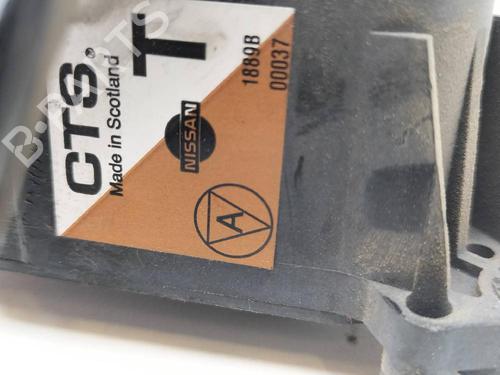 CTS®
Made in Scotland
T
NISSAN
1889B
00037
A
B-PARTS